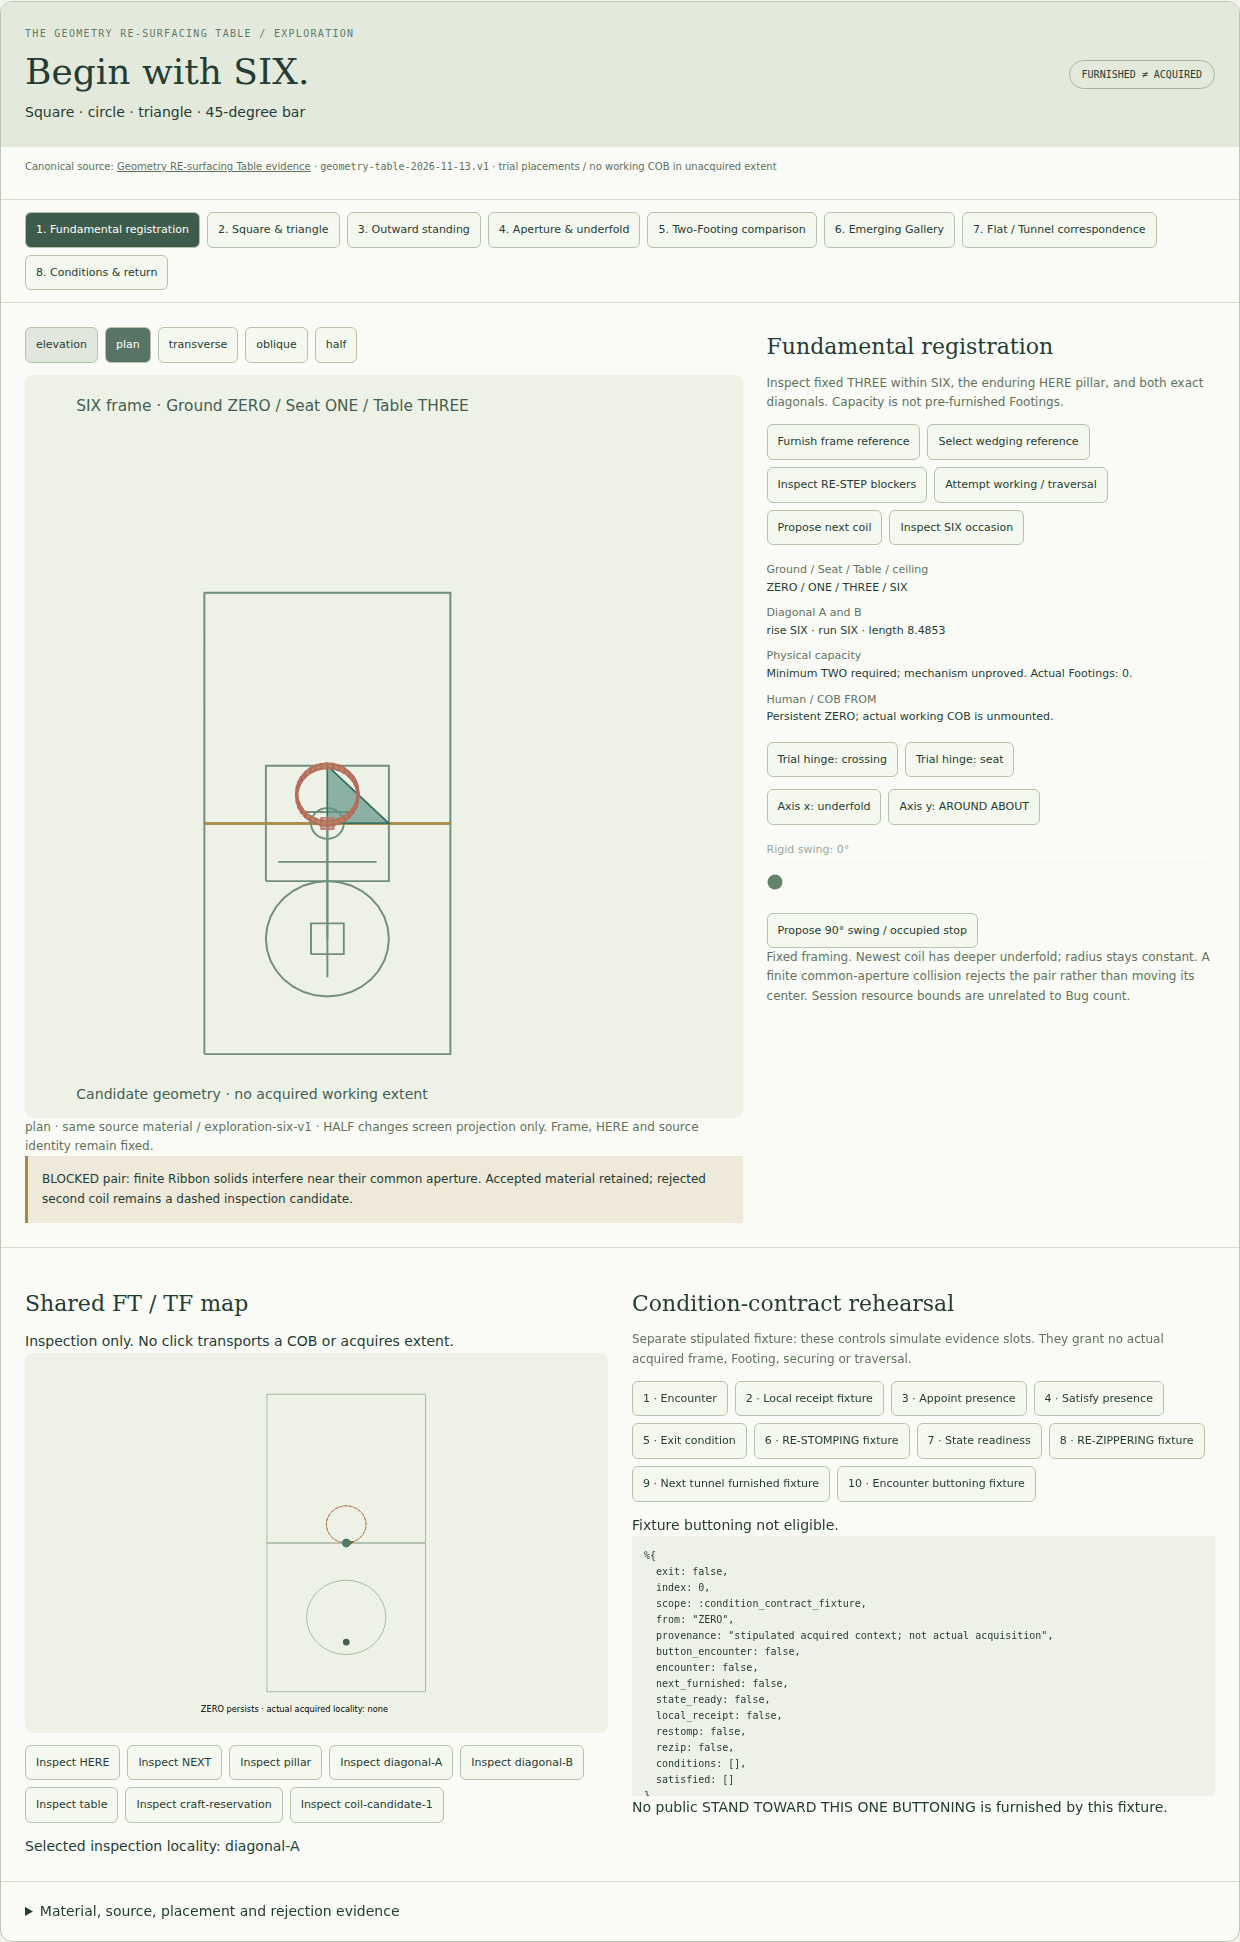 THE GEOMETRY RE-SURFACING TABLE / EXPLORATION
Begin with SIX.
FURNISHED ≠ ACQUIRED
Square · circle · triangle · 45-degree bar
Canonical source: Geometry RE-surfacing Table evidence · geometry-table-2026-11-13.v1 · trial placements / no working COB in unacquired extent
1. Fundamental registration
2. Square & triangle
3. Outward standing
4. Aperture & underfold
5. Two-Footing comparison
6. Emerging Gallery
7. Flat / Tunnel correspondence
8. Conditions & return
elevation
plan
transverse
oblique
half
SIX frame · Ground ZERO / Seat ONE / Table THREE
Candidate geometry · no acquired working extent
plan · same source material / exploration-six-v1 · HALF changes screen projection only. Frame, HERE and source
identity remain fixed.
BLOCKED pair: finite Ribbon solids interfere near their common aperture. Accepted material retained; rejected
second coil remains a dashed inspection candidate.
Fundamental registration
Inspect fixed THREE within SIX, the enduring HERE pillar, and both exact
diagonals. Capacity is not pre-furnished Footings.
Furnish frame reference
Select wedging reference
Inspect RE-STEP blockers
Attempt working / traversal
Propose next coil
Inspect SIX occasion
Ground / Seat / Table / ceiling
ZERO / ONE / THREE / SIX
Diagonal A and B
rise SIX · run SIX · length 8.4853
Physical capacity
Minimum TWO required; mechanism unproved. Actual Footings: 0.
Human / COB FROM
Persistent ZERO; actual working COB is unmounted.
Trial hinge: crossing
Trial hinge: seat
Axis x: underfold
Axis y: AROUND ABOUT
Rigid swing: 0°
Propose 90° swing / occupied stop
Fixed framing. Newest coil has deeper underfold; radius stays constant. A
finite common-aperture collision rejects the pair rather than moving its
center. Session resource bounds are unrelated to Bug count.
Shared FT / TF map
Inspection only. No click transports a COB or acquires extent.
ZERO persists · actual acquired locality: none
Inspect HERE
Inspect NEXT
Inspect pillar
Inspect diagonal-A
Inspect diagonal-B
Inspect table
Inspect craft-reservation
Inspect coil-candidate-1
Selected inspection locality: diagonal-A
Condition-contract rehearsal
Separate stipulated fixture: these controls simulate evidence slots. They grant no actual
acquired frame, Footing, securing or traversal.
1 · Encounter
2 · Local receipt fixture
3 · Appoint presence
4 · Satisfy presence
5 · Exit condition
6 · RE-STOMPING fixture
7 · State readiness
8 · RE-ZIPPERING fixture
9 · Next tunnel furnished fixture
10 · Encounter buttoning fixture
Fixture buttoning not eligible.
%{
exit: false,
index: 0,
scope: :condition_contract_fixture,
from: "ZERO",
provenance: "stipulated acquired context; not actual acquisition",
button_encounter: false,
encounter: false,
next_furnished: false,
state_ready: false,
local_receipt: false,
restomp: false,
rezip: false,
conditions: [],
satisfied: []
}
No public STAND TOWARD THIS ONE BUTTONING is furnished by this fixture.
Material, source, placement and rejection evidence